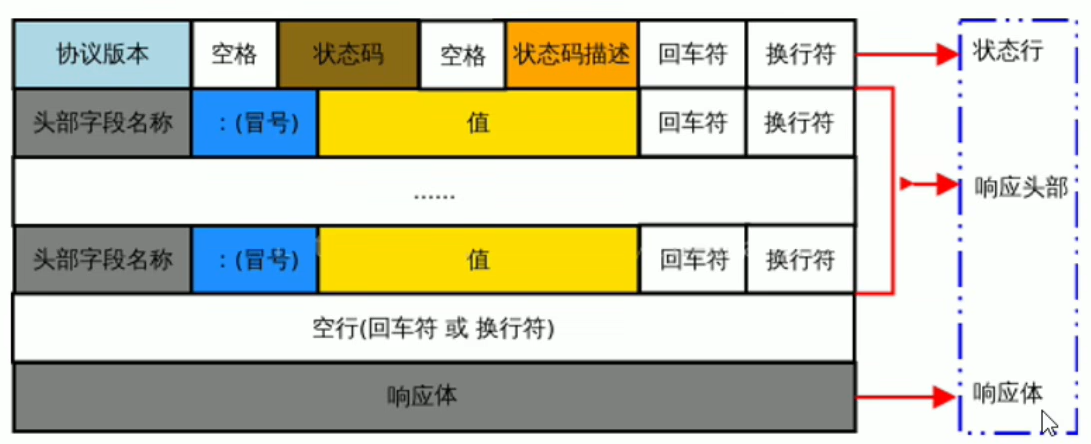 协议版本 空格 状态码 空格 状态码描述 回车符 换行符 状态行
头部字段名称 :(冒号) 值 回车符 换行符
响应头部
......
头部字段名称 :(冒号) 值 回车符 换行符
空行(回车符 或 换行符)
响应体 响应体